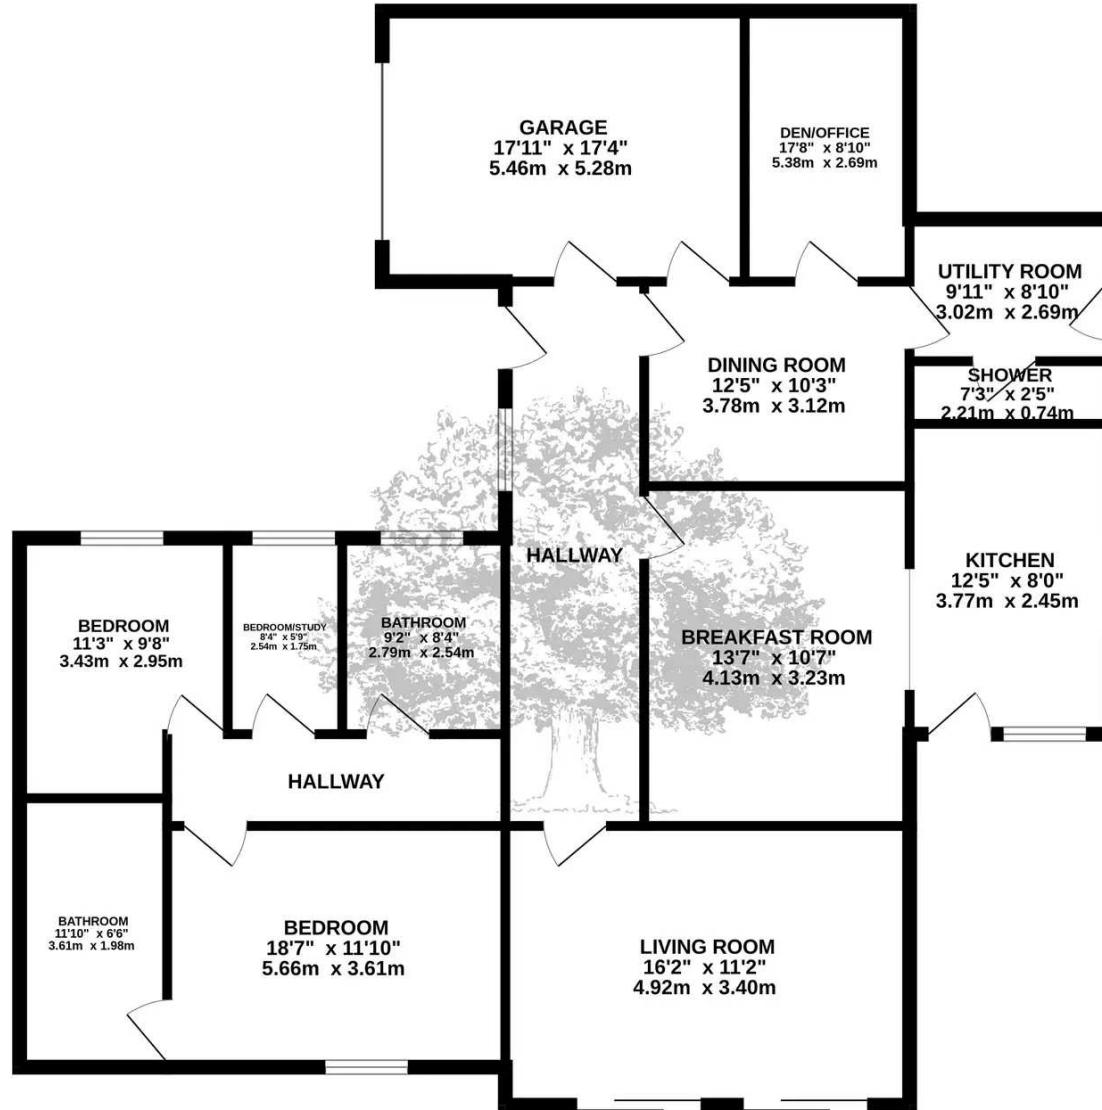 GARAGE
17'11" x 17'4"
5.46m x 5.28m
DEN/OFFICE
17'8" x 8'10"
5.38m x 2.69m
UTILITY ROOM
9'11" x 8'10"
3.02m x 2.69m
DINING ROOM
12'5" x 10'3"
3.78m x 3.12m
SHOWER
7'3" x 2'5"
2.21m x 0.74m
HALLWAY
KITCHEN
12'5" x 8'0"
3.77m x 2.45m
BEDROOM
11'3" x 9'8"
3.43m x 2.95m
BEDROOM/STUDY
8'4" x 5'9"
2.54m x 1.75m
BATHROOM
9'2" x 8'4"
2.79m x 2.54m
BREAKFAST ROOM
13'7" x 10'7"
4.13m x 3.23m
HALLWAY
BATHROOM
11'10" x 6'6"
3.61m x 1.98m
BEDROOM
18'7" x 11'10"
5.66m x 3.61m
LIVING ROOM
16'2" x 11'2"
4.92m x 3.40m